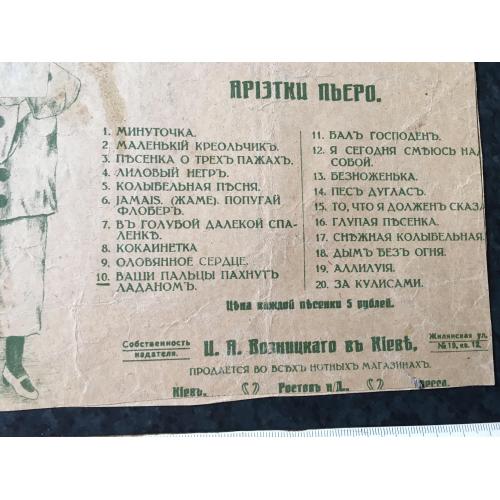 АРІЭТКИ ПЬЕРО.
1. МИНУТОЧКА.
2. МАЛЕНЬКІЙ КРЕОЛЬЧИКЪ.
3. ПѢСЕНКА О ТРЕХЪ ПАЖАХЪ.
4. ЛИЛОВЫЙ НЕГРЪ.
5. КОЛЫБЕЛЬНАЯ ПѢСНЯ.
6. JAMAIS. (ЖАМЕ). ПОПУГАЙ
ФЛОБЕРЪ.
7. ВЪ ГОЛУБОЙ ДАЛЕКОЙ СПА-
ЛЕНКѢ.
8. КОКАИНЕТКА
9. ОЛОВЯННОЕ СЕРДЦЕ.
10. ВАШИ ПАЛЬЦЫ ПАХНУТЪ
ЛАДАНОМЪ.
11. БАЛЪ ГОСПОДЕНЪ.
12. Я СЕГОДНЯ СМѢЮСЬ НАД
СОБОЙ.
13. БЕЗНОЖЕНЬКА.
14. ПЕСЪ ДУГЛАСЪ.
15. ТО, ЧТО Я ДОЛЖЕНЪ СКАЗА
16. ГЛУПАЯ ПѢСЕНКА.
17. СНѢЖНАЯ КОЛЫБЕЛЬНАЯ
18. ДЫМЪ БЕЗЪ ОГНЯ.
19. АЛЛИЛУІЯ.
20. ЗА КУЛИСАМИ.
Цѣна каждой пѣсенки 5 рублей.
Собственность
издателя.
И. А. Возницкаго въ Кіевѣ,
Жилянская ул.
№ 19, кв. 12.
ПРОДАЕТСЯ ВО ВСѢХЪ НОТНЫХЪ МАГАЗИНАХЪ.
Кіевъ. Ростовъ н/Д.,